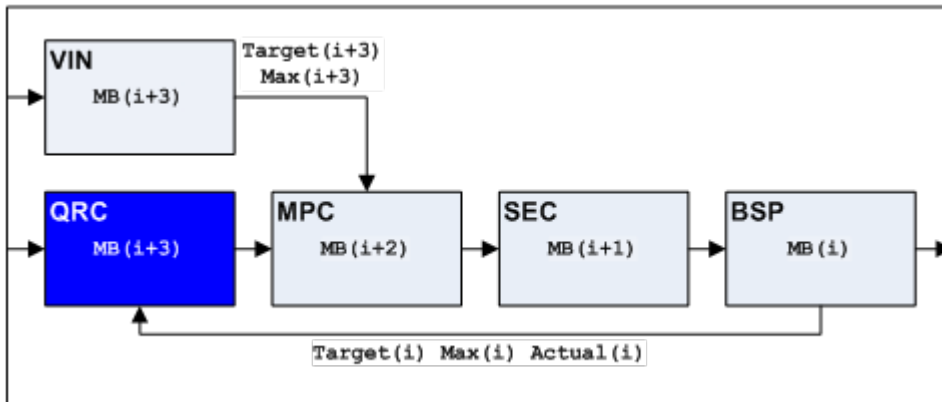 VIN
MB(i+3)
Target(i+3)
Max(i+3)
QRC
MB(i+3)
MPC
MB(i+2)
SEC
MB(i+1)
BSP
MB(i)
Target(i) Max(i) Actual(i)